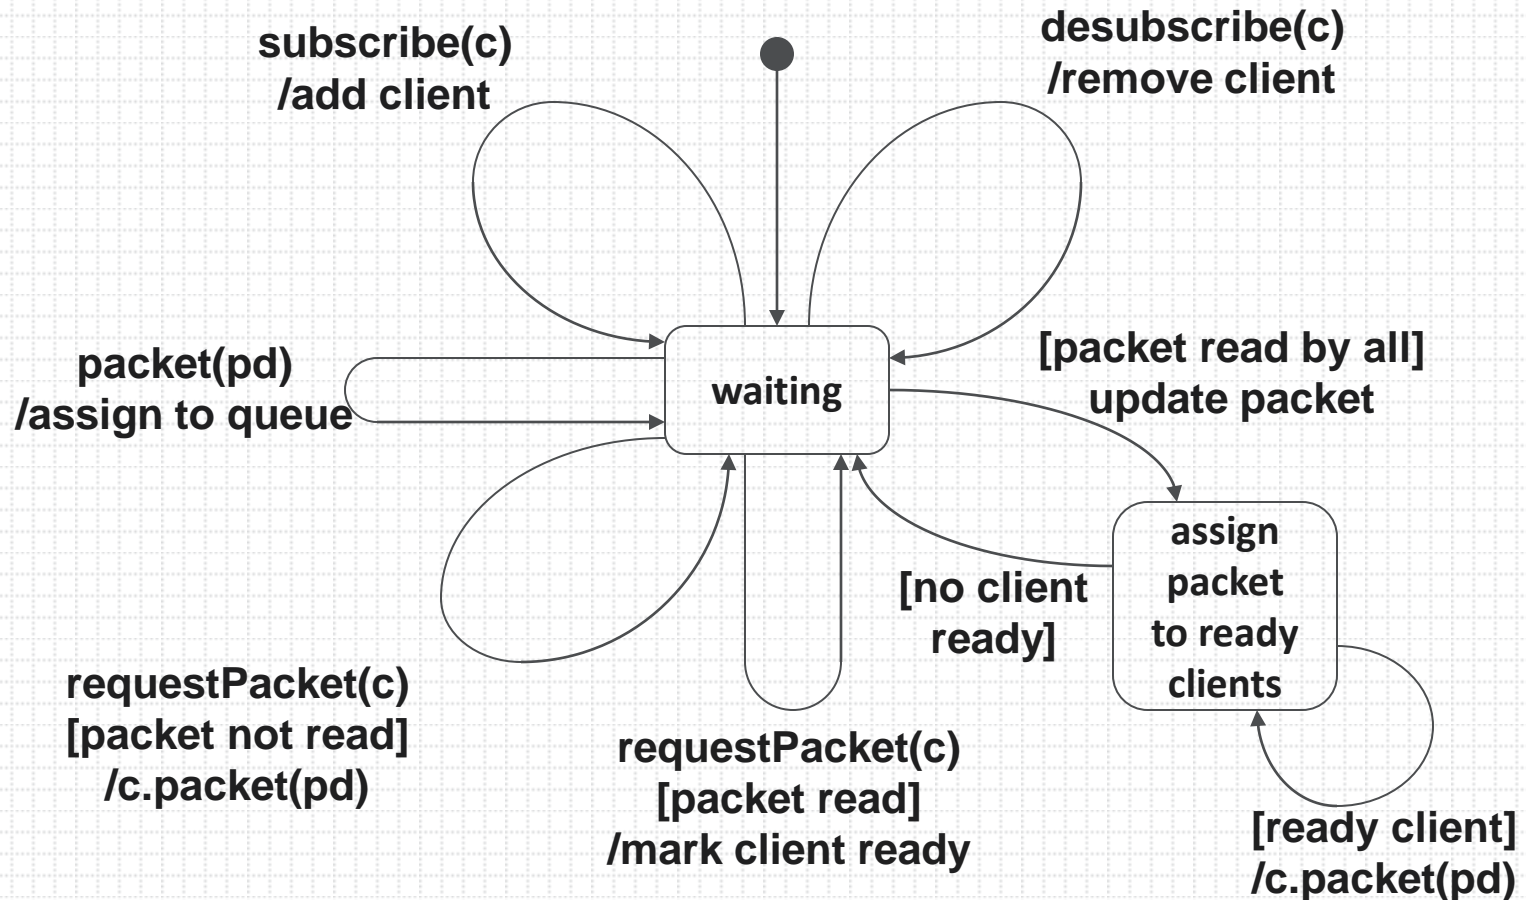 subscribe(c)
/add client
desubscribe(c)
/remove client
packet(pd)
/assign to queue
waiting
[packet read by all]
update packet
assign
packet
to ready
clients
[no client
ready]
requestPacket(c)
[packet not read]
/c.packet(pd)
requestPacket(c)
[packet read]
/mark client ready
[ready client]
/c.packet(pd)